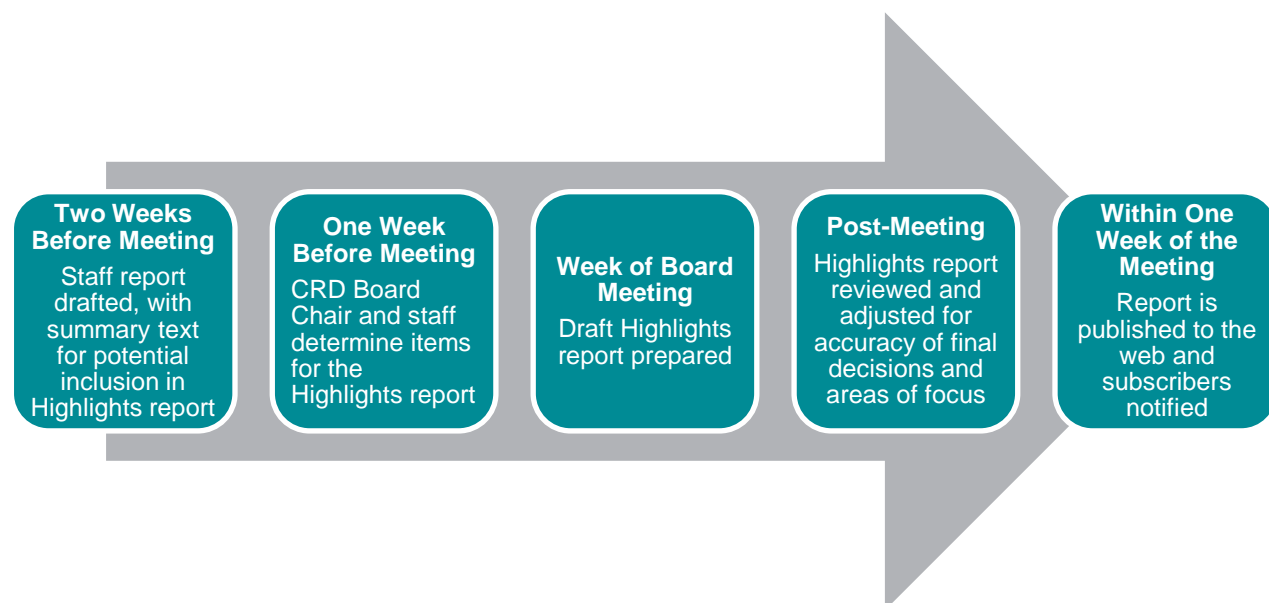 Two Weeks
Before Meeting
Staff report
drafted, with
summary text
for potential
inclusion in
Highlights report
One Week
Before Meeting
CRD Board
Chair and staff
determine items
for the
Highlights report
Week of Board
Meeting
Draft Highlights
report prepared
Post-Meeting
Highlights report
reviewed and
adjusted for
accuracy of final
decisions and
areas of focus
Within One
Week of the
Meeting
Report is
published to the
web and
subscribers
notified